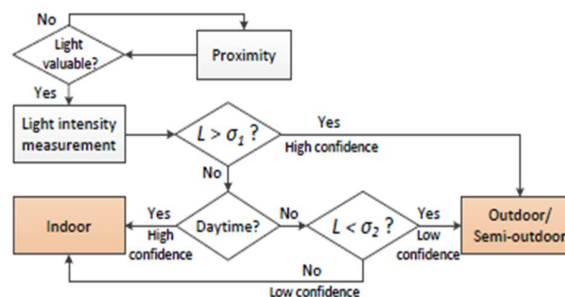 No
Light
valuable?
Proximity
Yes
Light intensity
measurement
L > σ1 ?
Yes
High confidence
No
Indoor
Yes
High
confidence
Daytime?
No
L < σ2 ?
Yes
Low
confidence
Outdoor/
Semi-outdoor
No
Low confidence